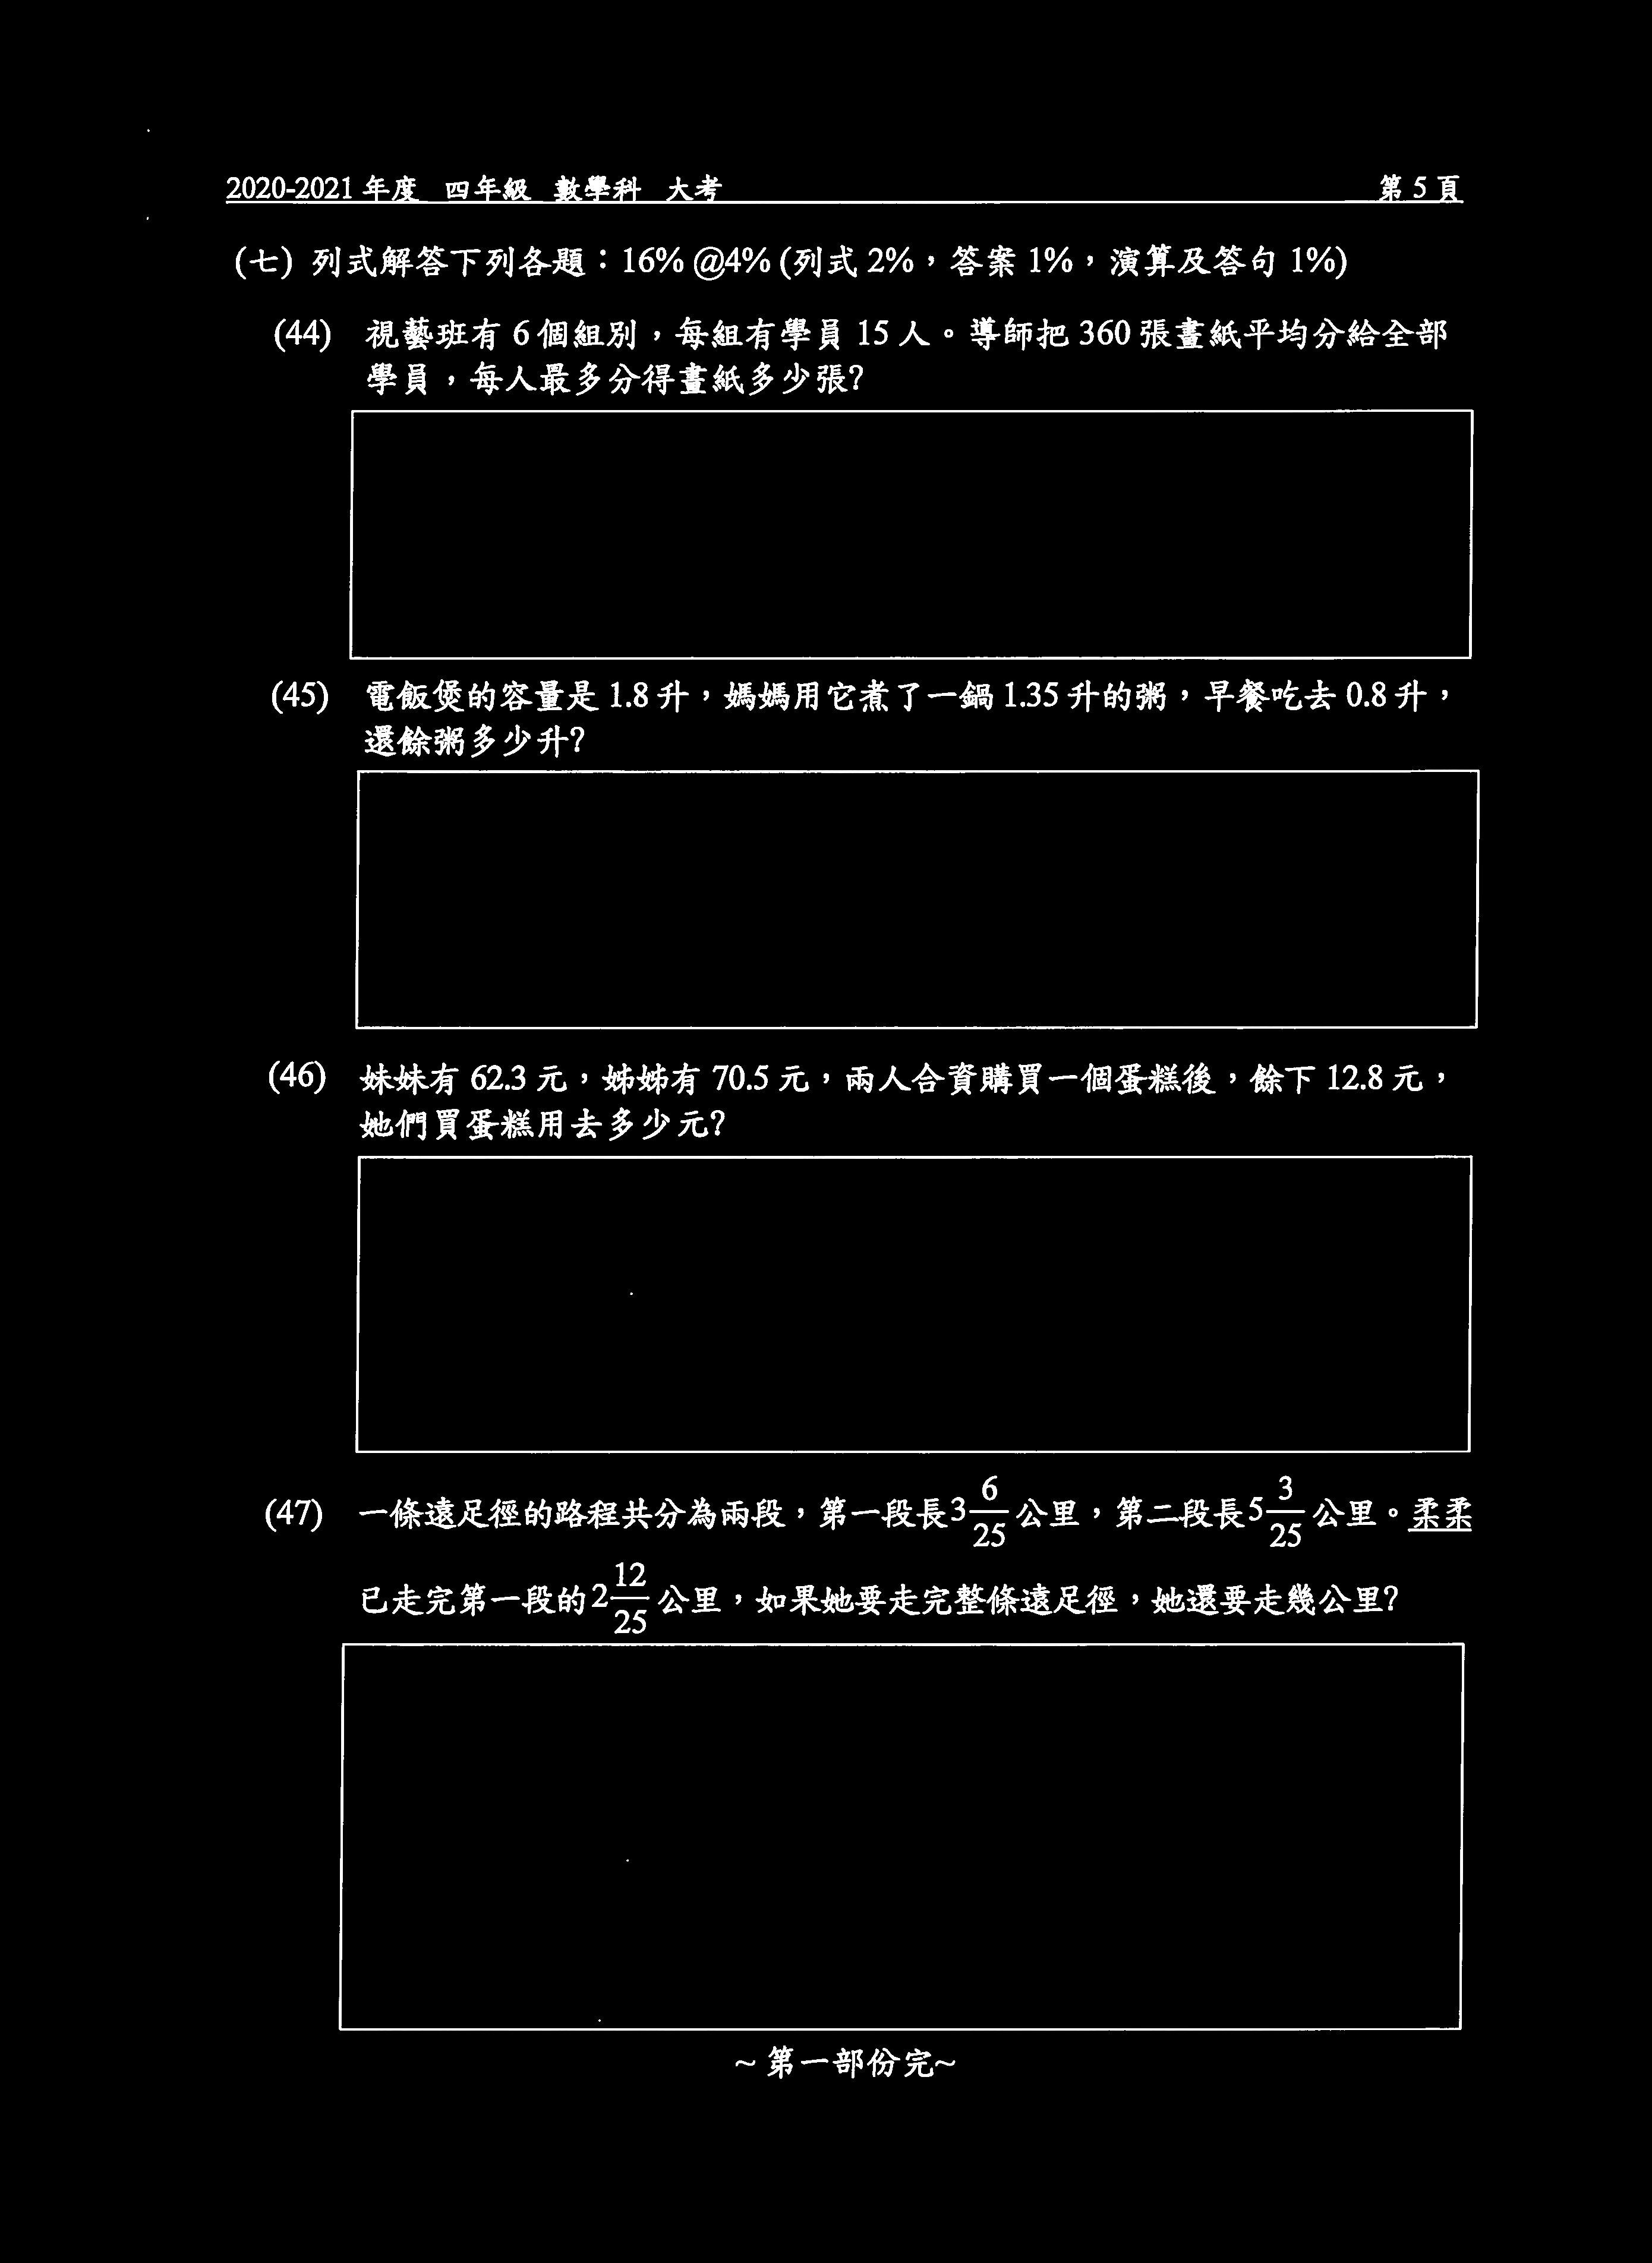 2020-2021 年度 四年級 數學科 大考 第 5 頁
(七) 列式解答下列各題：16% @4% (列式 2%，答案 1%，演算及答句 1%)
(44) 視藝班有 6 個組別，每組有學員 15 人。導師把 360 張畫紙平均分給全部
學員，每人最多分得畫紙多少張?
(45) 電飯煲的容量是 1.8 升，媽媽用它煮了一鍋 1.35 升的粥，早餐吃去 0.8 升，
還餘粥多少升?
(46) 妹妹有 62.3 元，姊姊有 70.5 元，兩人合資購買一個蛋糕後，餘下 12.8 元，
她們買蛋糕用去多少元?
(47) 一條遠足徑的路程共分為兩段，第一段長3 6/25 公里，第二段長5 3/25 公里。柔柔
已走完第一段的2 12/25 公里，如果她要走完整條遠足徑，她還要走幾公里?
~ 第一部份完~